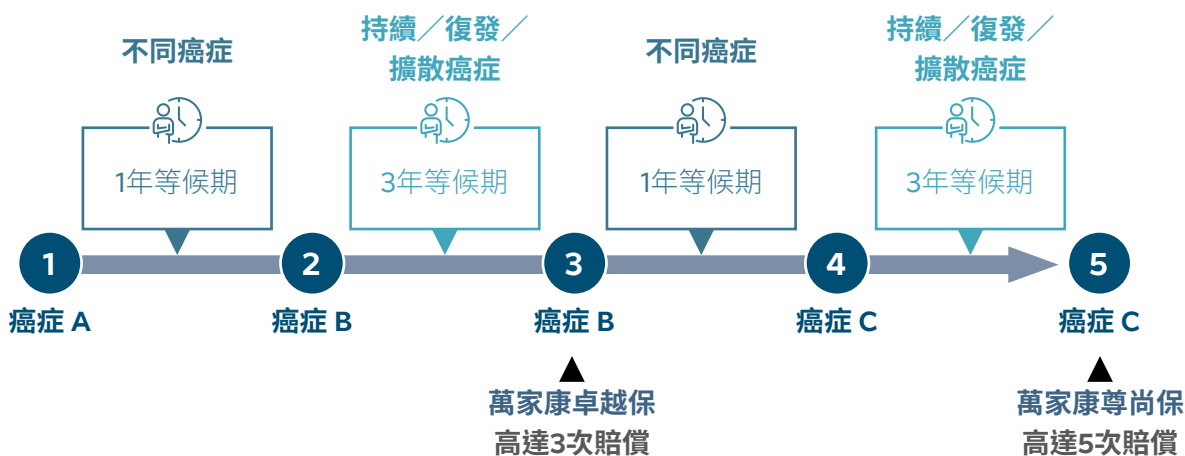 不同癌症
持續／復發／
擴散癌症
不同癌症
持續／復發／
擴散癌症
1年等候期
3年等候期
1年等候期
3年等候期
1
2
3
4
5
癌症 A
癌症 B
癌症 B
癌症 C
癌症 C
萬家康卓越保
高達3次賠償
萬家康尊尚保
高達5次賠償